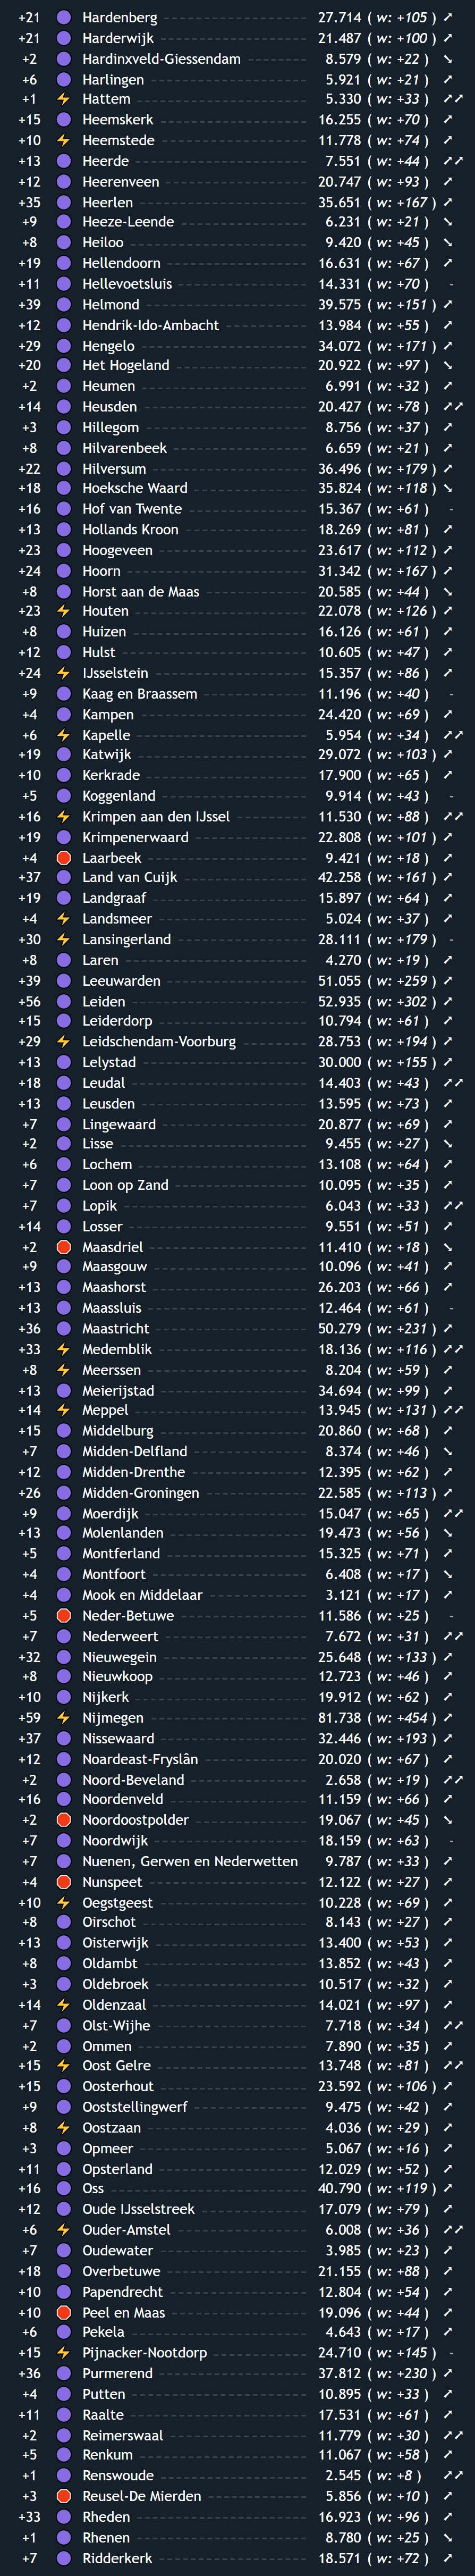 +21 Hardenberg 27.714 ( w: +105 ) ↗
+21 Harderwijk 21.487 ( w: +100 ) ↗
+2 Hardinxveld-Giessendam 8.579 ( w: +22 ) ↘
+6 Harlingen 5.921 ( w: +21 ) ↗
+1 ⚡ Hattem 5.330 ( w: +33 ) ↗↗
+15 Heemskerk 16.255 ( w: +70 ) ↗
+10 ⚡ Heemstede 11.778 ( w: +74 ) ↗
+13 Heerde 7.551 ( w: +44 ) ↗↗
+12 Heerenveen 20.747 ( w: +93 ) ↗
+35 Heerlen 35.651 ( w: +167 ) ↗
+9 Heeze-Leende 6.231 ( w: +21 ) ↘
+8 Heiloo 9.420 ( w: +45 ) ↘
+19 Hellendoorn 16.631 ( w: +67 ) ↗
+11 Hellevoetsluis 14.331 ( w: +70 ) -
+39 Helmond 39.575 ( w: +151 ) ↗
+12 Hendrik-Ido-Ambacht 13.984 ( w: +55 ) ↗
+29 Hengelo 34.072 ( w: +171 ) ↗
+20 Het Hogeland 20.922 ( w: +97 ) ↘
+2 Heumen 6.991 ( w: +32 ) ↗
+14 Heusden 20.427 ( w: +78 ) ↗↗
+3 Hillegom 8.756 ( w: +37 ) ↗
+8 Hilvarenbeek 6.659 ( w: +21 ) ↗
+22 Hilversum 36.496 ( w: +179 ) ↗
+18 Hoeksche Waard 35.824 ( w: +118 ) ↘
+16 Hof van Twente 15.367 ( w: +61 ) -
+13 Hollands Kroon 18.269 ( w: +81 ) ↗
+23 Hoogeveen 23.617 ( w: +112 ) ↗
+24 Hoorn 31.342 ( w: +167 ) ↗
+8 Horst aan de Maas 20.585 ( w: +44 ) ↘
+23 ⚡ Houten 22.078 ( w: +126 ) ↗
+8 Huizen 16.126 ( w: +61 ) ↗
+12 Hulst 10.605 ( w: +47 ) ↗
+24 ⚡ IJsselstein 15.357 ( w: +86 ) ↗
+9 Kaag en Braassem 11.196 ( w: +40 ) -
+4 Kampen 24.420 ( w: +69 ) ↗
+6 ⚡ Kapelle 5.954 ( w: +34 ) ↗↗
+19 Katwijk 29.072 ( w: +103 ) ↗
+10 Kerkrade 17.900 ( w: +65 ) ↗
+5 Koggenland 9.914 ( w: +43 ) -
+16 ⚡ Krimpen aan den IJssel 11.530 ( w: +88 ) ↗↗
+19 Krimpenerwaard 22.808 ( w: +101 ) ↗
+4 Laarbeek 9.421 ( w: +18 ) ↗
+37 Land van Cuijk 42.258 ( w: +161 ) ↗
+19 Landgraaf 15.897 ( w: +64 ) ↗
+4 ⚡ Landsmeer 5.024 ( w: +37 ) ↗
+30 ⚡ Lansingerland 28.111 ( w: +179 ) -
+8 Laren 4.270 ( w: +19 ) ↗
+39 Leeuwarden 51.055 ( w: +259 ) ↗
+56 Leiden 52.935 ( w: +302 ) ↗
+15 Leiderdorp 10.794 ( w: +61 ) ↗
+29 ⚡ Leidschendam-Voorburg 28.753 ( w: +194 ) ↗
+13 Lelystad 30.000 ( w: +155 ) ↗
+18 Leudal 14.403 ( w: +43 ) ↗↗
+13 Leusden 13.595 ( w: +73 ) ↗
+7 Lingewaard 20.877 ( w: +69 ) ↗
+2 Lisse 9.455 ( w: +27 ) ↘
+6 Lochem 13.108 ( w: +64 ) ↗
+7 Loon op Zand 10.095 ( w: +35 ) ↗
+7 Lopik 6.043 ( w: +33 ) ↗↗
+14 Losser 9.551 ( w: +51 ) ↗
+2 Maasdriel 11.410 ( w: +18 ) ↘
+9 Maasgouw 10.096 ( w: +41 ) ↗
+13 Maashorst 26.203 ( w: +66 ) ↗
+13 Maassluis 12.464 ( w: +61 ) -
+36 Maastricht 50.279 ( w: +231 ) ↗
+33 ⚡ Medemblik 18.136 ( w: +116 ) ↗↗
+8 ⚡ Meerssen 8.204 ( w: +59 ) ↗
+13 Meierijstad 34.694 ( w: +99 ) ↗
+14 ⚡ Meppel 13.945 ( w: +131 ) ↗↗
+15 Middelburg 20.860 ( w: +68 ) ↗
+7 Midden-Delfland 8.374 ( w: +46 ) ↘
+12 Midden-Drenthe 12.395 ( w: +62 ) ↗
+26 Midden-Groningen 22.585 ( w: +113 ) ↗
+9 Moerdijk 15.047 ( w: +65 ) ↗↗
+13 Molenlanden 19.473 ( w: +56 ) ↘
+5 Montferland 15.325 ( w: +71 ) ↗
+4 Montfoort 6.408 ( w: +17 ) ↘
+4 Mook en Middelaar 3.121 ( w: +17 ) ↗
+5 Neder-Betuwe 11.586 ( w: +25 ) -
+7 Nederweert 7.672 ( w: +31 ) ↗↗
+32 Nieuwegein 25.648 ( w: +133 ) ↗
+8 Nieuwkoop 12.723 ( w: +46 ) ↗
+10 Nijkerk 19.912 ( w: +62 ) ↗
+59 ⚡ Nijmegen 81.738 ( w: +454 ) ↗
+37 Nissewaard 32.446 ( w: +193 ) ↗
+12 Noardeast-Fryslân 20.020 ( w: +67 ) ↗
+2 Noord-Beveland 2.658 ( w: +19 ) ↗↗
+16 Noordenveld 11.159 ( w: +66 ) ↗
+2 Noordoostpolder 19.067 ( w: +45 ) ↘
+7 Noordwijk 18.159 ( w: +63 ) -
+7 Nuenen, Gerwen en Nederwetten 9.787 ( w: +33 ) ↗
+4 Nunspeet 12.122 ( w: +27 ) ↗
+10 ⚡ Oegstgeest 10.228 ( w: +69 ) ↗
+8 Oirschot 8.143 ( w: +27 ) ↗
+13 Oisterwijk 13.400 ( w: +53 ) ↗
+8 Oldambt 13.852 ( w: +43 ) ↗
+3 Oldebroek 10.517 ( w: +32 ) ↗
+14 ⚡ Oldenzaal 14.021 ( w: +97 ) ↗
+7 Olst-Wijhe 7.718 ( w: +34 ) ↗↗
+2 Ommen 7.890 ( w: +35 ) ↗
+15 ⚡ Oost Gelre 13.748 ( w: +81 ) ↗↗
+15 Oosterhout 23.592 ( w: +106 ) ↗
+9 Ooststellingwerf 9.475 ( w: +42 ) ↗
+8 ⚡ Oostzaan 4.036 ( w: +29 ) ↗
+3 Opmeer 5.067 ( w: +16 ) ↗
+11 Opsterland 12.029 ( w: +52 ) ↗
+16 Oss 40.790 ( w: +119 ) ↗
+12 Oude IJsselstreek 17.079 ( w: +79 ) ↗
+6 ⚡ Ouder-Amstel 6.008 ( w: +36 ) ↗↗
+7 Oudewater 3.985 ( w: +23 ) ↗
+18 Overbetuwe 21.155 ( w: +88 ) ↗
+10 Papendrecht 12.804 ( w: +54 ) ↗
+10 Peel en Maas 19.096 ( w: +44 ) ↗
+6 Pekela 4.643 ( w: +17 ) ↗
+15 ⚡ Pijnacker-Nootdorp 24.710 ( w: +145 ) -
+36 Purmerend 37.812 ( w: +230 ) ↗
+4 Putten 10.895 ( w: +33 ) ↗
+11 Raalte 17.531 ( w: +61 ) ↗
+2 Reimerswaal 11.779 ( w: +30 ) ↗↗
+5 Renkum 11.067 ( w: +58 ) ↗
+1 Renswoude 2.545 ( w: +8 ) ↗↗
+3 Reusel-De Mierden 5.856 ( w: +10 ) ↗
+33 Rheden 16.923 ( w: +96 ) ↗
+1 Rhenen 8.780 ( w: +25 ) ↘
+7 Ridderkerk 18.571 ( w: +72 ) ↗